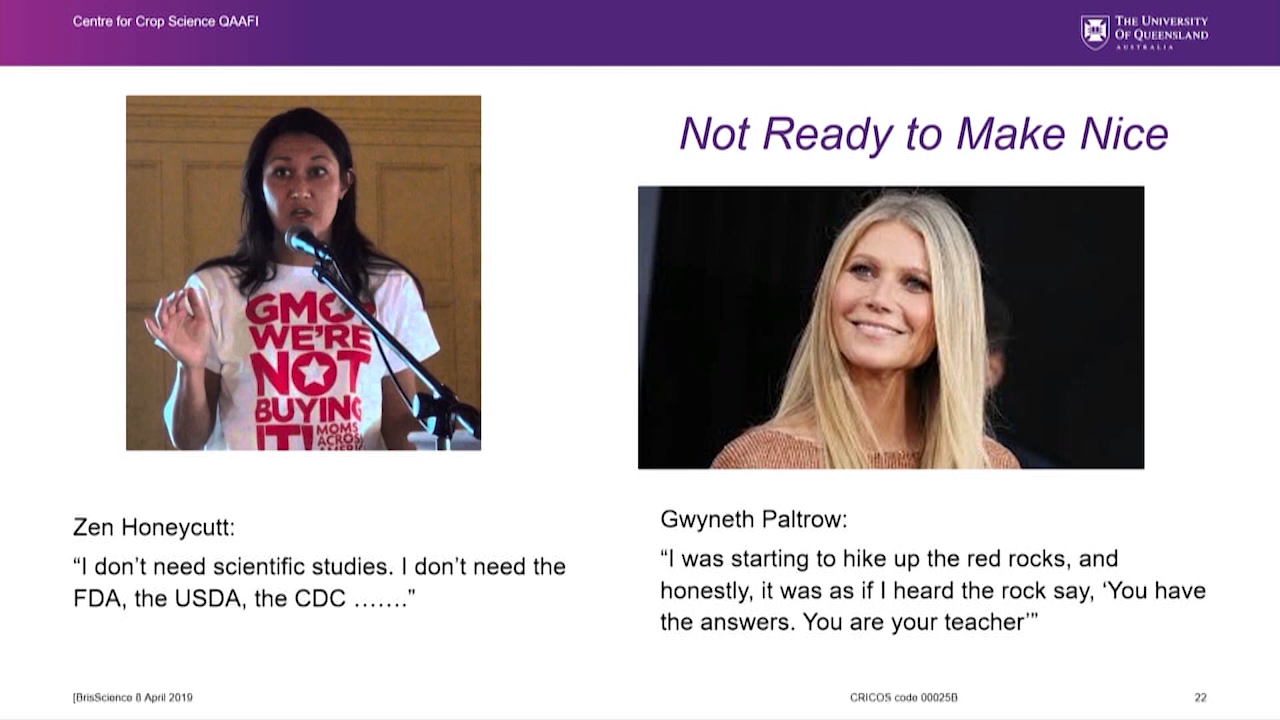 Centre for Crop Science QAAFI
THE UNIVERSITY
OF QUEENSLAND
AUSTRALIA
Not Ready to Make Nice
GMO
WE'RE
NOT
BUYING
IT!
MOMS
ACROSS
AMERICA
Zen Honeycutt:
“I don’t need scientific studies. I don’t need the
FDA, the USDA, the CDC …….”
Gwyneth Paltrow:
“I was starting to hike up the red rocks, and
honestly, it was as if I heard the rock say, ‘You have
the answers. You are your teacher’”
[BrisScience 8 April 2019
CRICOS code 00025B
22